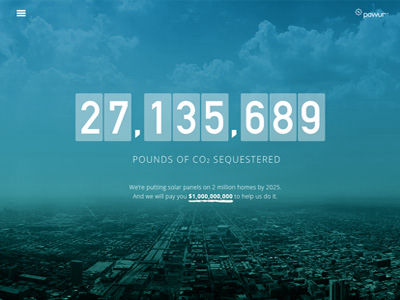 powur
27,135,689
POUNDS OF CO₂ SEQUESTERED
We're putting solar panels on 2 million homes by 2025.
And we will pay you $1,000,000,000 to help us do it.